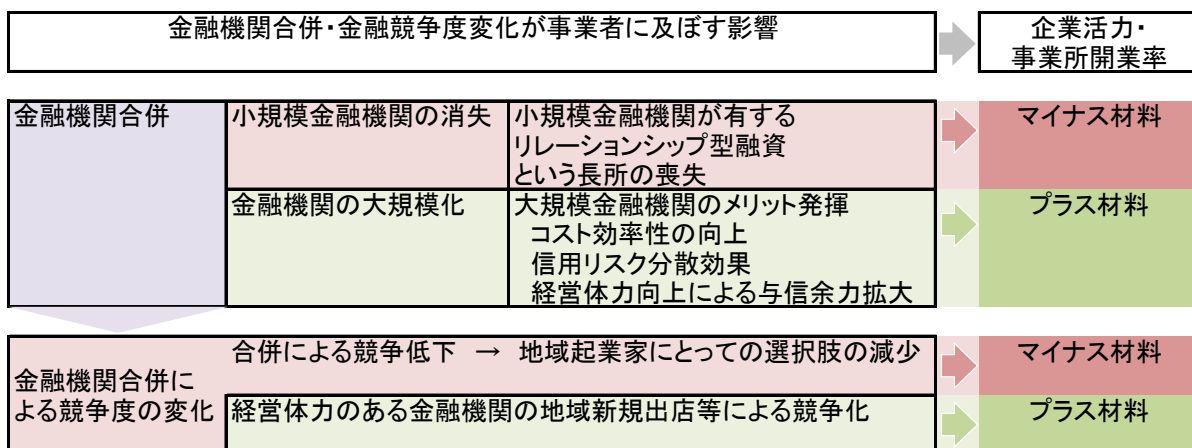 金融機関合併・金融競争度変化が事業者に及ぼす影響
企業活力・
事業所開業率
金融機関合併
小規模金融機関の消失
小規模金融機関が有する
リレーションシップ型融資
という長所の喪失
マイナス材料
金融機関の大規模化
大規模金融機関のメリット発揮
コスト効率性の向上
信用リスク分散効果
経営体力向上による与信余力拡大
プラス材料
金融機関合併に
よる競争度の変化
合併による競争低下 → 地域起業家にとっての選択肢の減少
マイナス材料
経営体力のある金融機関の地域新規出店等による競争化
プラス材料